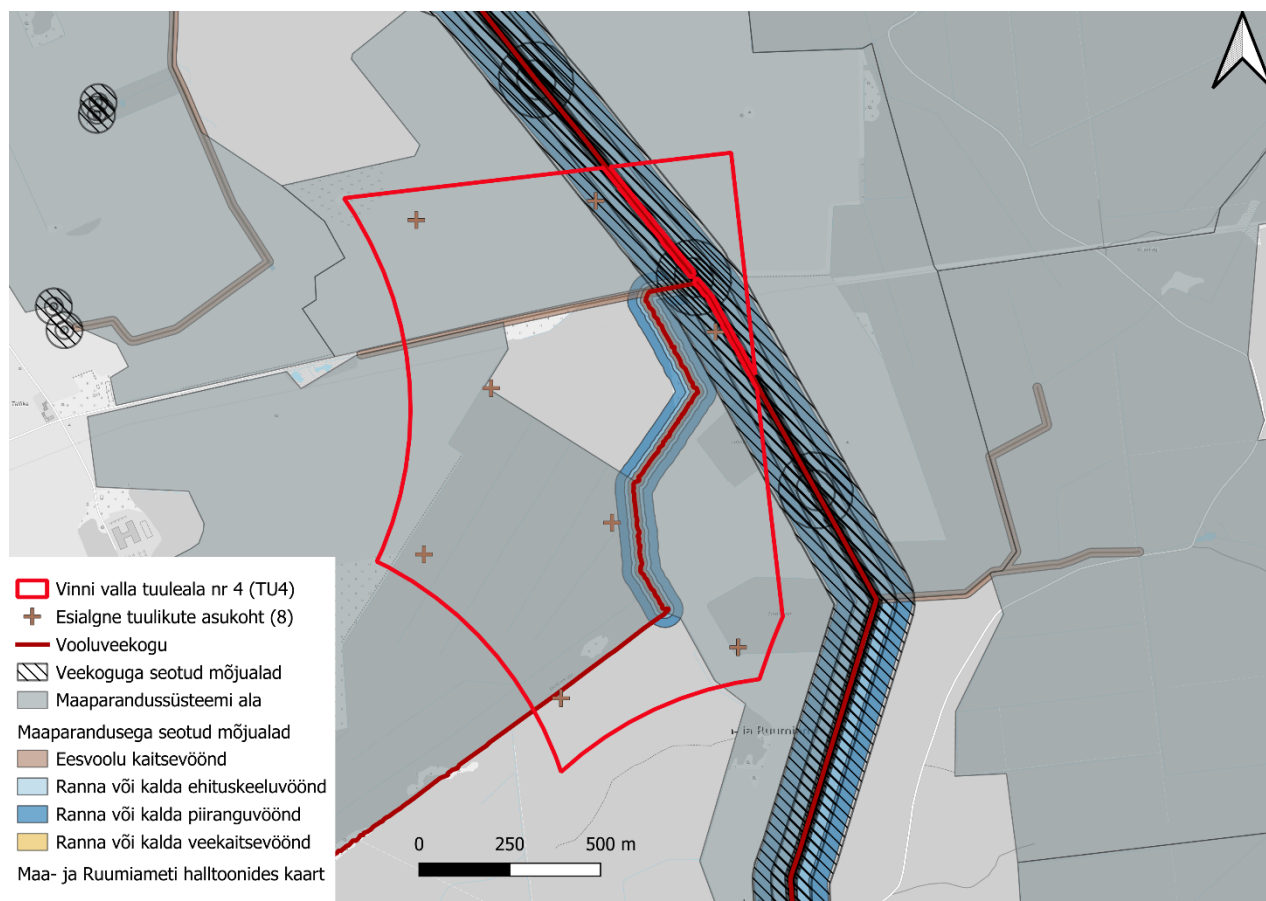 Vinni valla tuuleala nr 4 (TU4)
Esialgne tuulikute asukoht (8)
Vooluveekogu
Veekoguga seotud mõjualad
Maaparandussüsteemi ala
Maaparandusega seotud mõjualad
Eesvoolu kaitsevöönd
Ranna või kalda ehituskeeluvöönd
Ranna või kalda piiranguvöönd
Ranna või kalda veekaitsevöönd
Maa- ja Ruumiameti halltoonides kaart
0 250 500 m